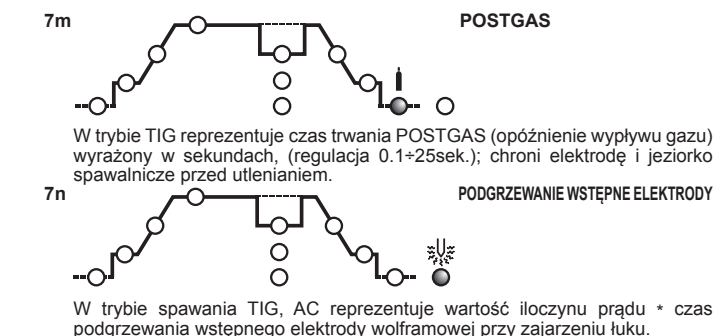 7m POSTGAS
W trybie TIG reprezentuje czas trwania POSTGAS (opóźnienie wypływu gazu)
wyrażony w sekundach, (regulacja 0.1÷25sek.); chroni elektrodę i jeziorko
spawalnicze przed utlenianiem.
7n PODGRZEWANIE WSTĘPNE ELEKTRODY
W trybie spawania TIG, AC reprezentuje wartość iloczynu prądu * czas
podgrzewania wstępnego elektrody wolframowej przy zajarzeniu łuku.